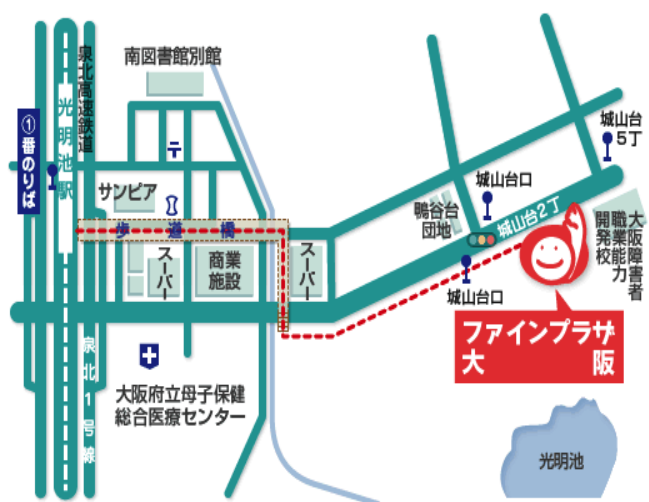 南図書館別館
泉北高速鉄道
光明池駅
①番のりば
〒
サンピア
歩道橋
スーパー
商業
施設
スーパー
泉北1号線
大阪府立母子保健
総合医療センター
鴨谷台
団地
城山台口
城山台口
城山台2丁
城山台
5丁
大阪障害者
職業能力
開発校
ファインプラザ
大阪
光明池